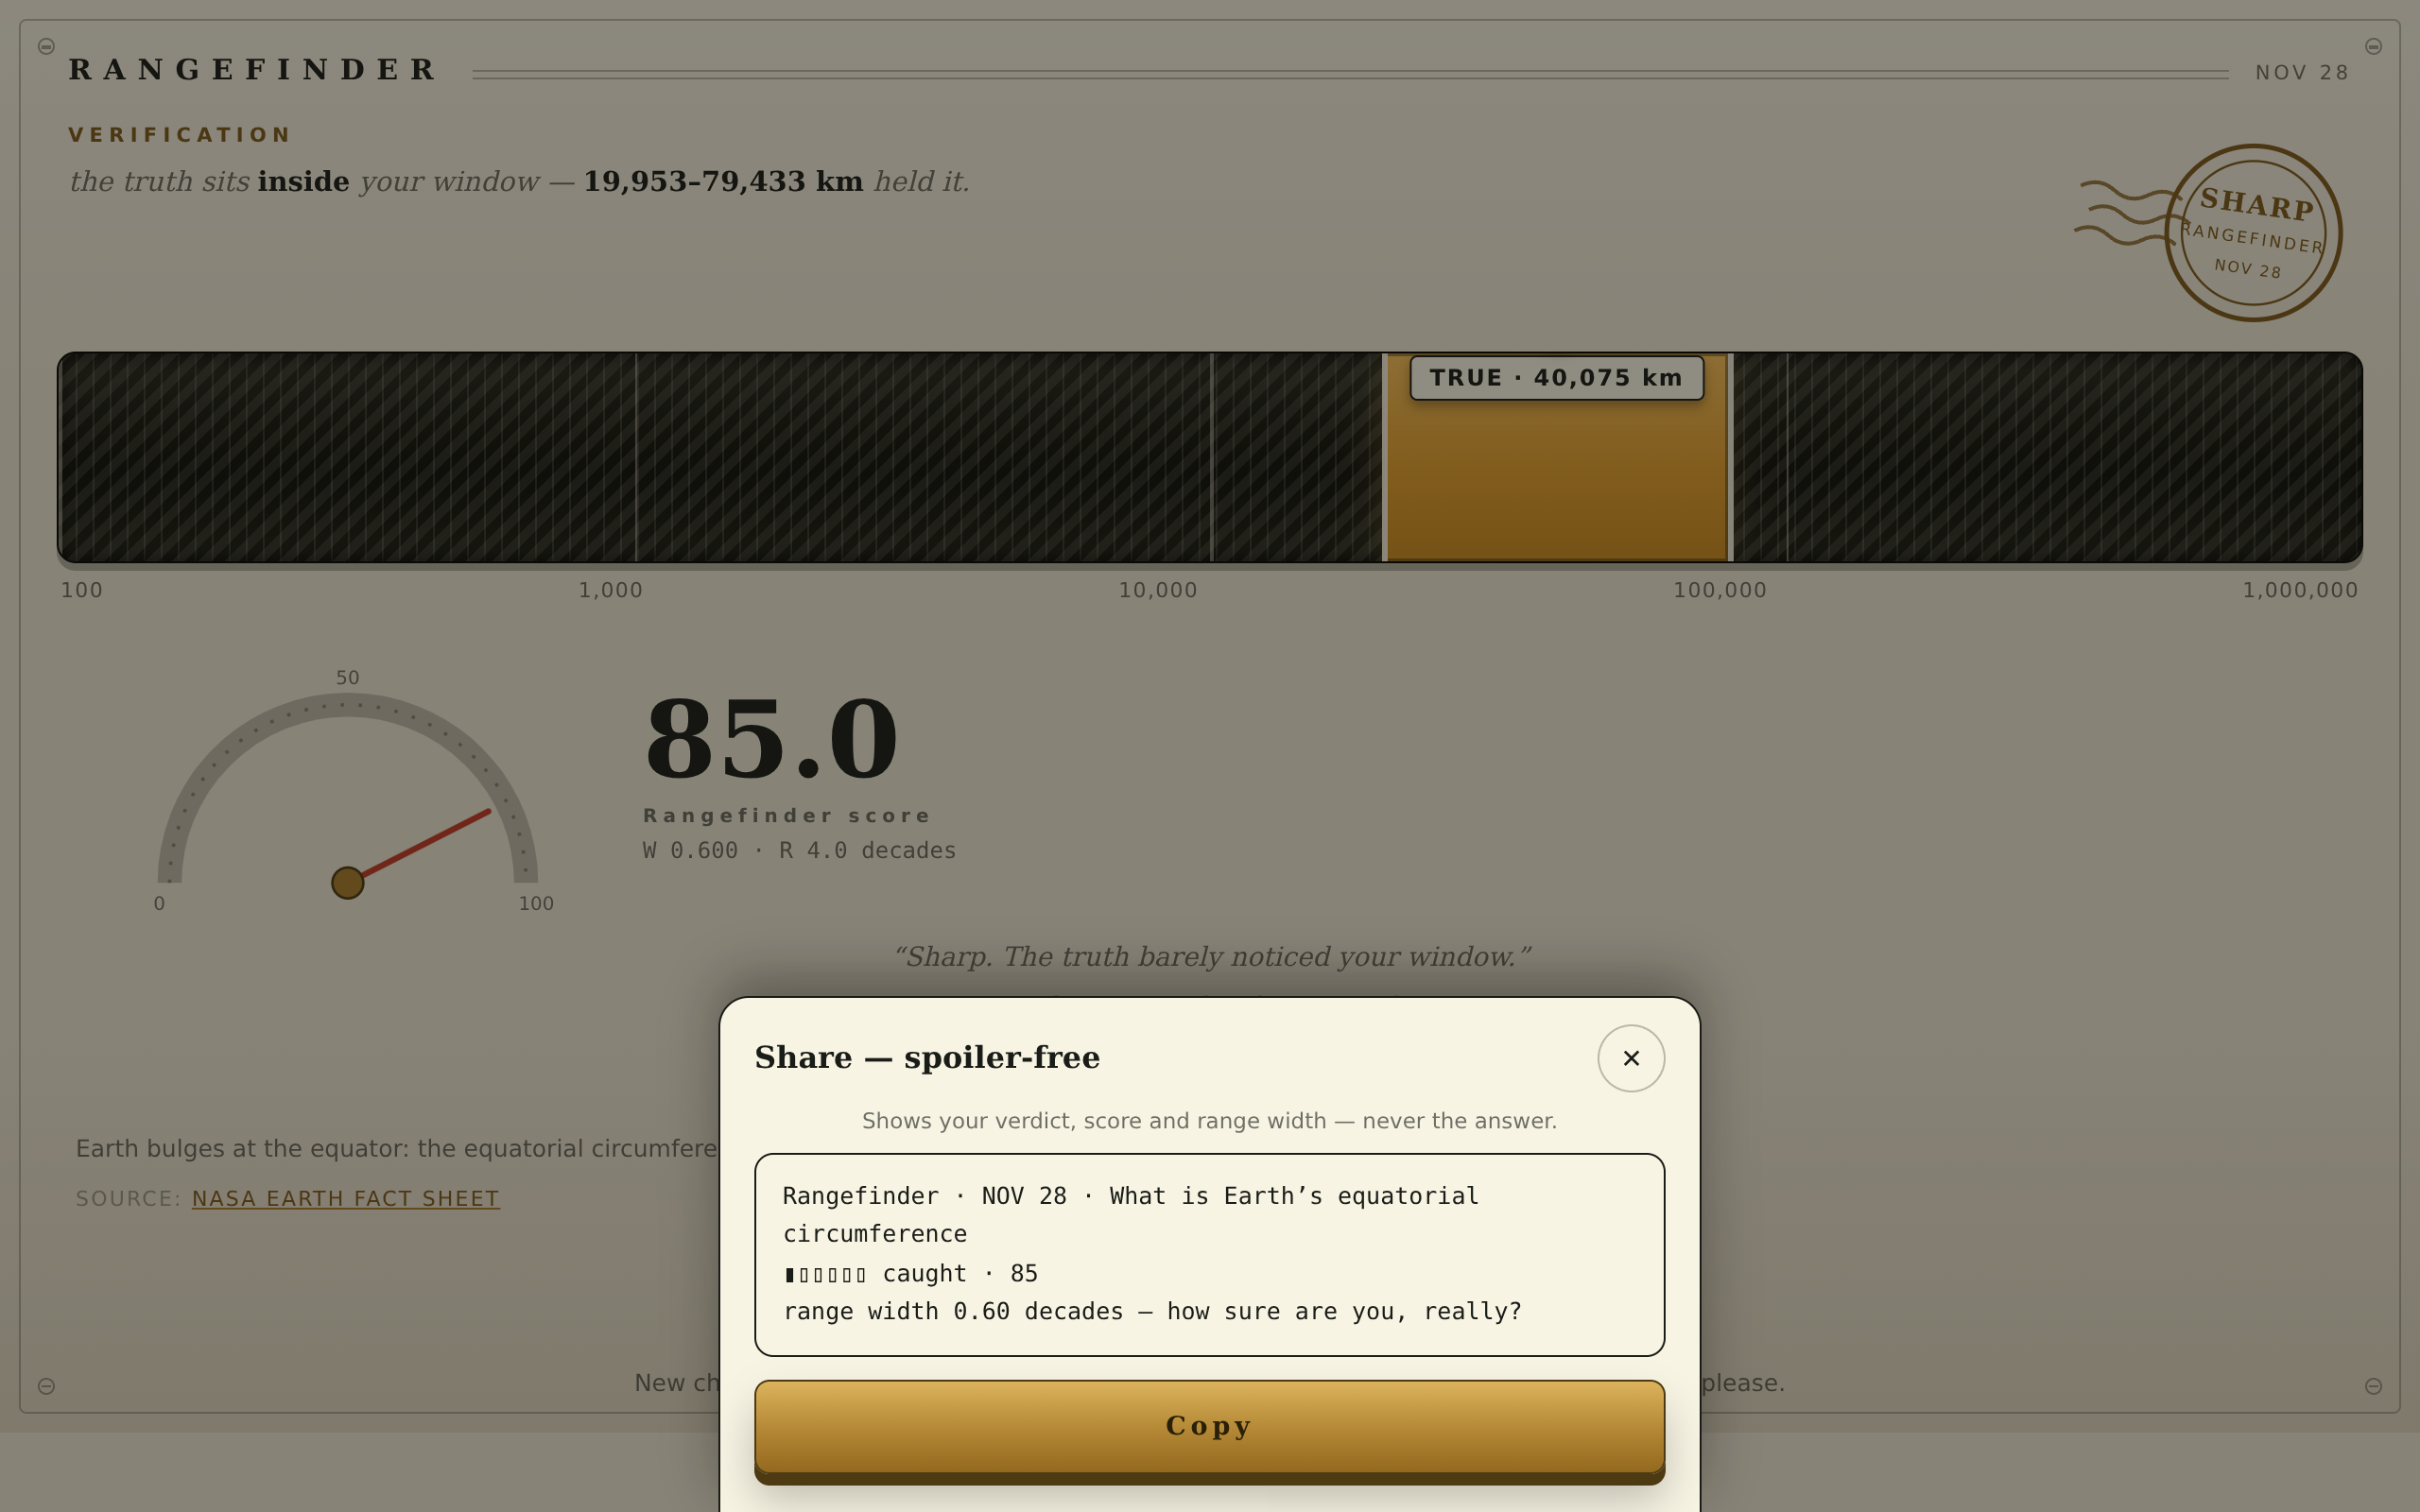 RANGEFINDER
NOV 28
VERIFICATION
the truth sits inside your window — 19,953–79,433 km held it.
SHARP
RANGEFINDER
NOV 28
TRUE · 40,075 km
100 1,000 10,000 100,000 1,000,000
50
0
100
85.0
Rangefinder score
W 0.600 · R 4.0 decades
“Sharp. The truth barely noticed your window.”
Share — spoiler-free
✕
Shows your verdict, score and range width — never the answer.
Earth bulges at the equator: the equatorial circumfere
SOURCE: NASA EARTH FACT SHEET
Rangefinder · NOV 28 · What is Earth’s equatorial
circumference
▮▯▯▯▯▯ caught · 85
range width 0.60 decades — how sure are you, really?
New ch
please.
Copy